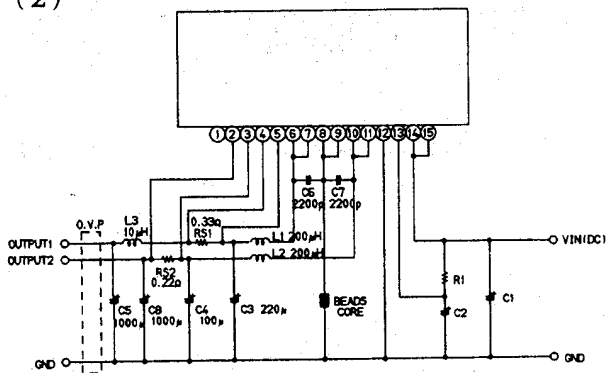 (2)
1 2 3 4 5 6 7 8 9 10 11 12 13 14 15
C6
2200p
C7
2200p
O.V.P
L3
10μH
0.33Ω
RS1
L1 200μH
L2 200μH
OUTPUT1
OUTPUT2
VIN(DC)
RS2
0.22Ω
C5
1000μ
C8
1000μ
C4
100μ
C3 220μ
BEADS
CORE
R1
C2
C1
GND
GND